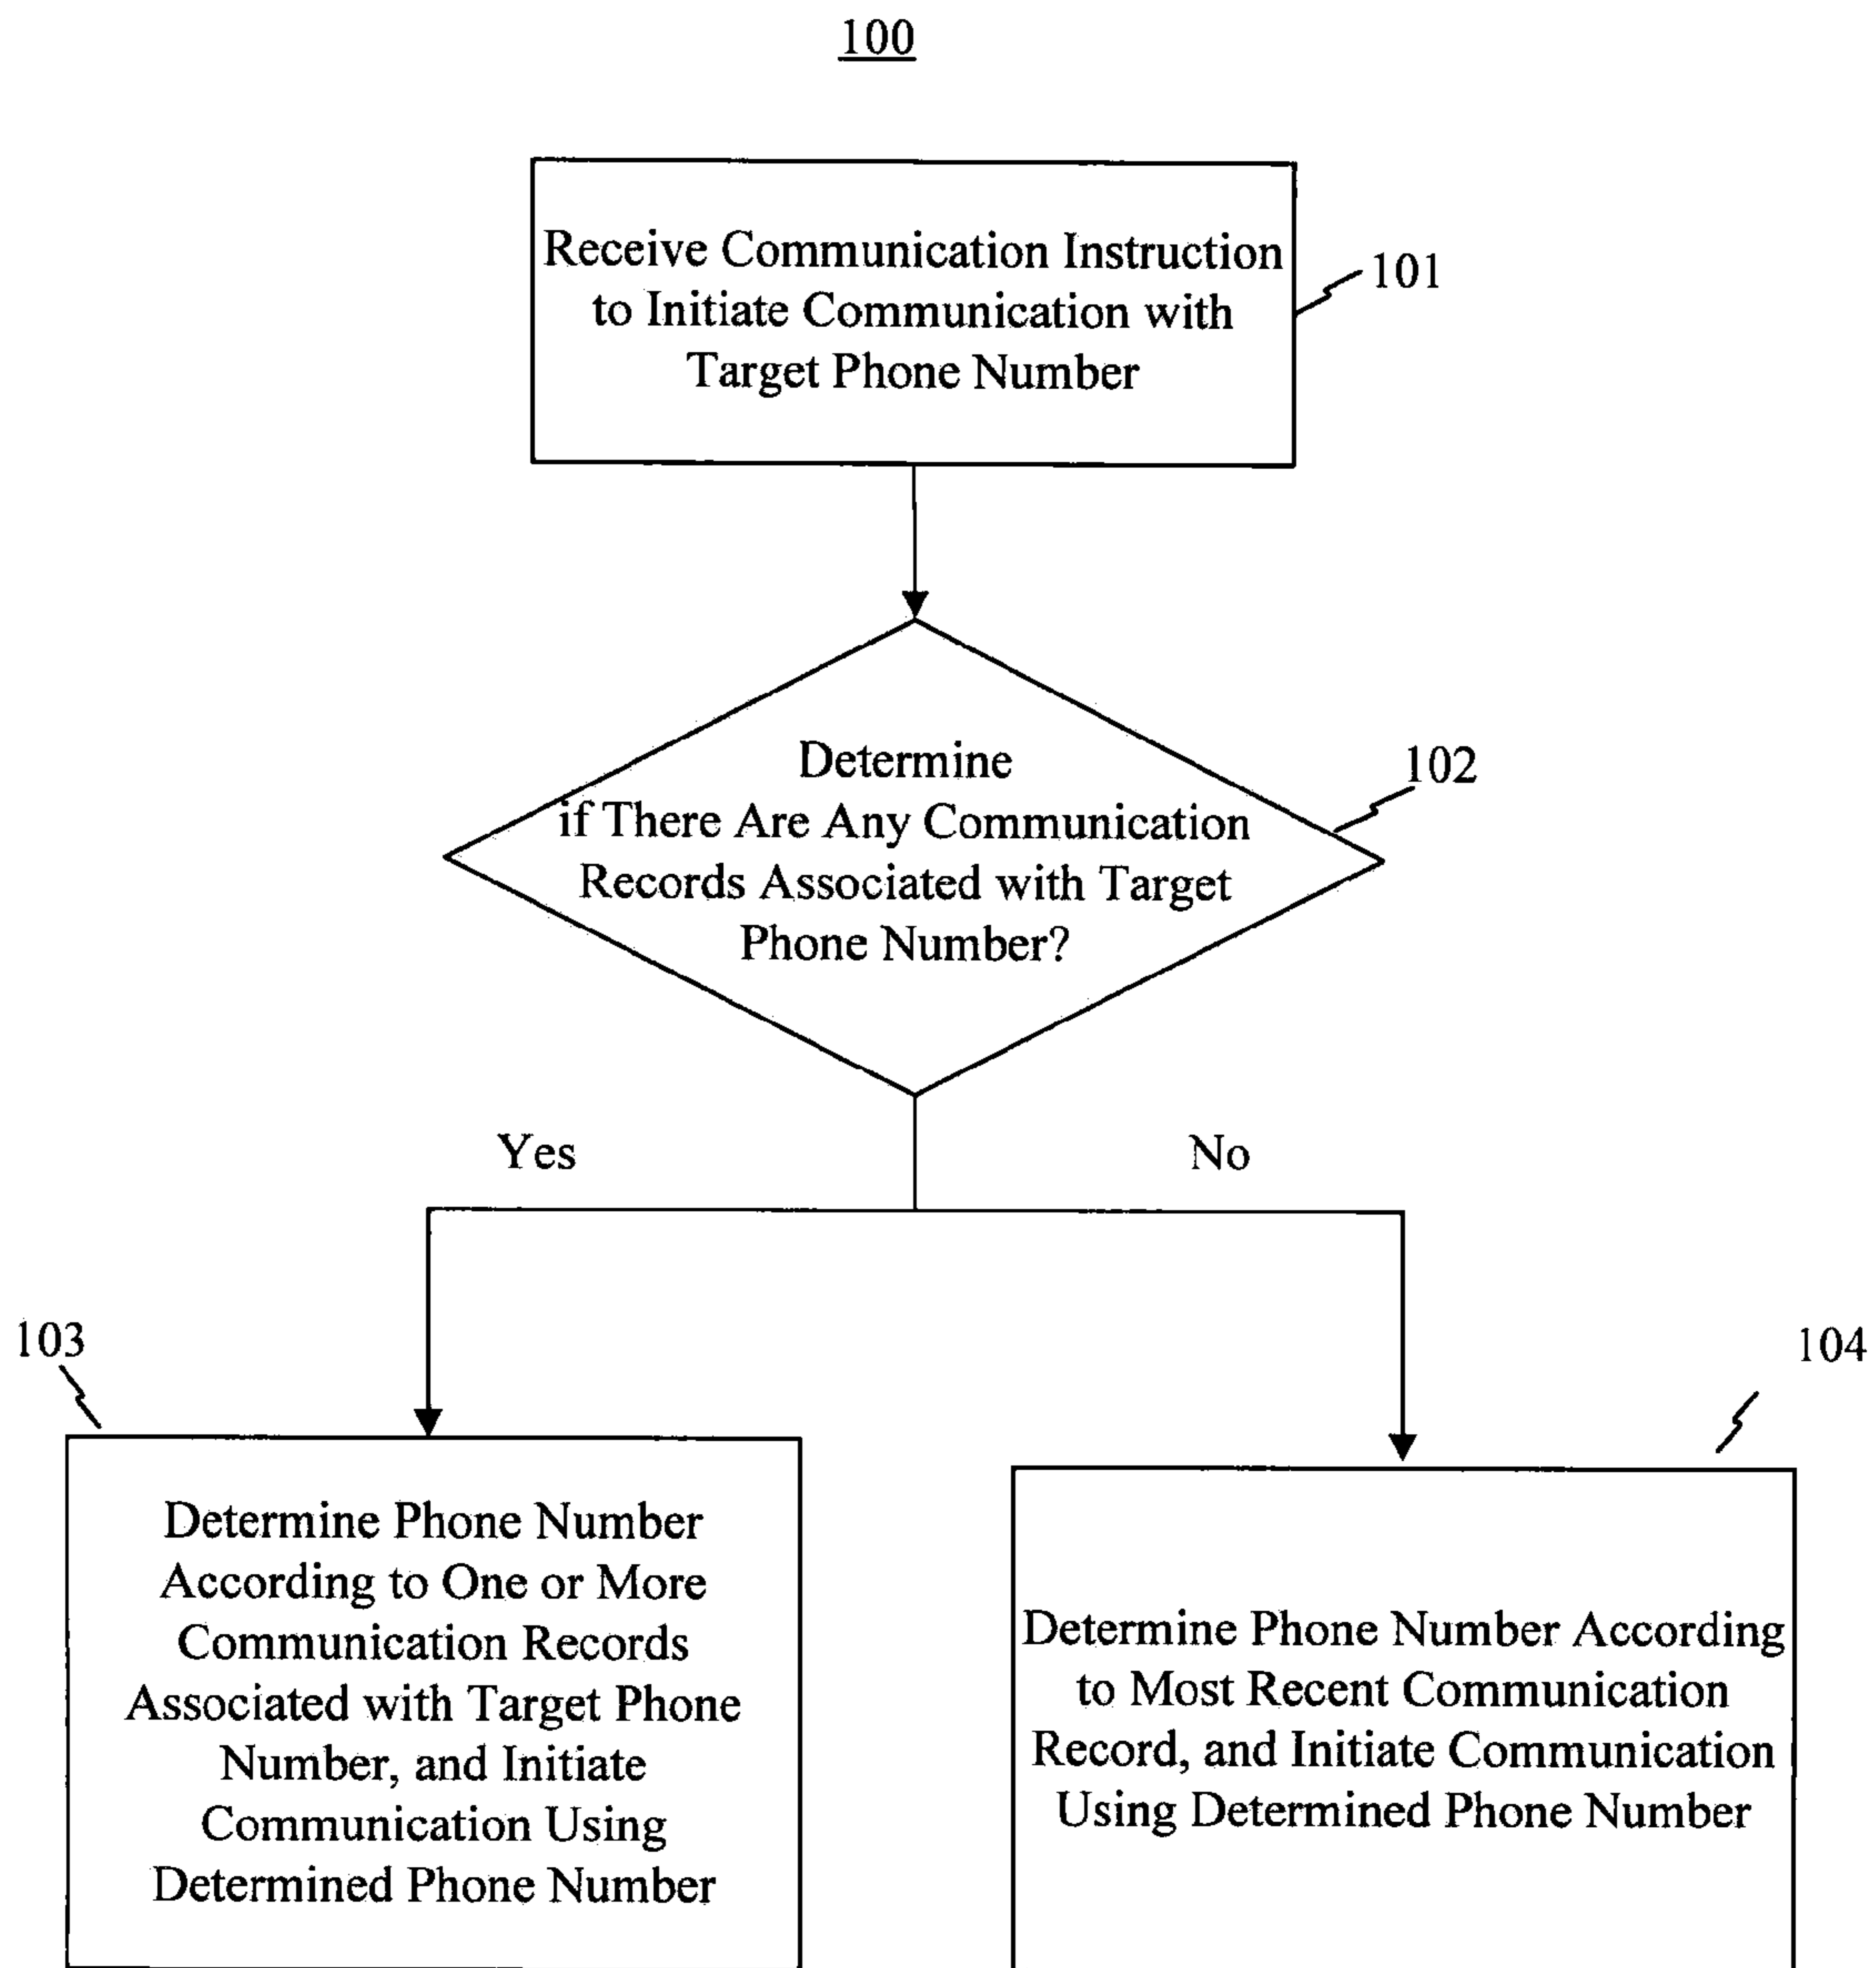 100
Receive Communication Instruction
to Initiate Communication with
Target Phone Number
101
Determine
if There Are Any Communication
Records Associated with Target
Phone Number?
102
Yes
No
103
104
Determine Phone Number
According to One or More
Communication Records
Associated with Target Phone
Number, and Initiate
Communication Using
Determined Phone Number
Determine Phone Number According
to Most Recent Communication
Record, and Initiate Communication
Using Determined Phone Number